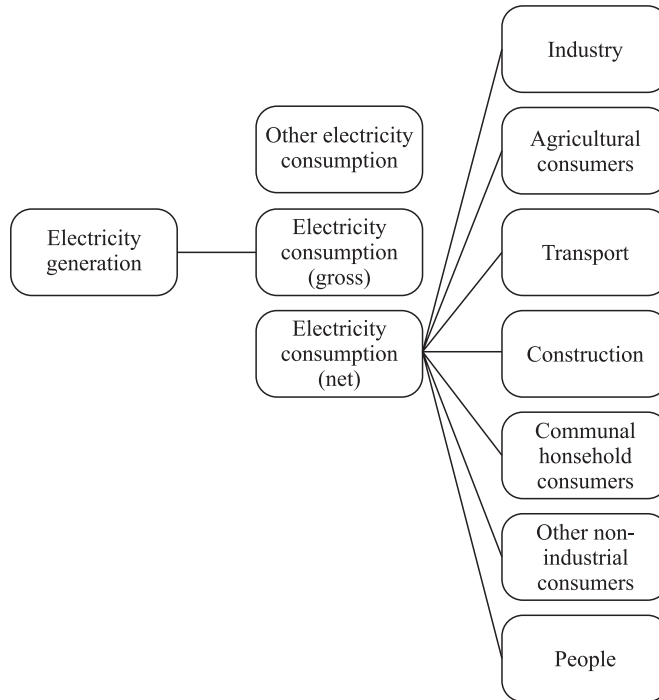 Electricity
generation
Other electricity
consumption
Electricity
consumption
(gross)
Electricity
consumption
(net)
Industry
Agricultural
consumers
Transport
Construction
Communal
honsehold
consumers
Other non-
industrial
consumers
People